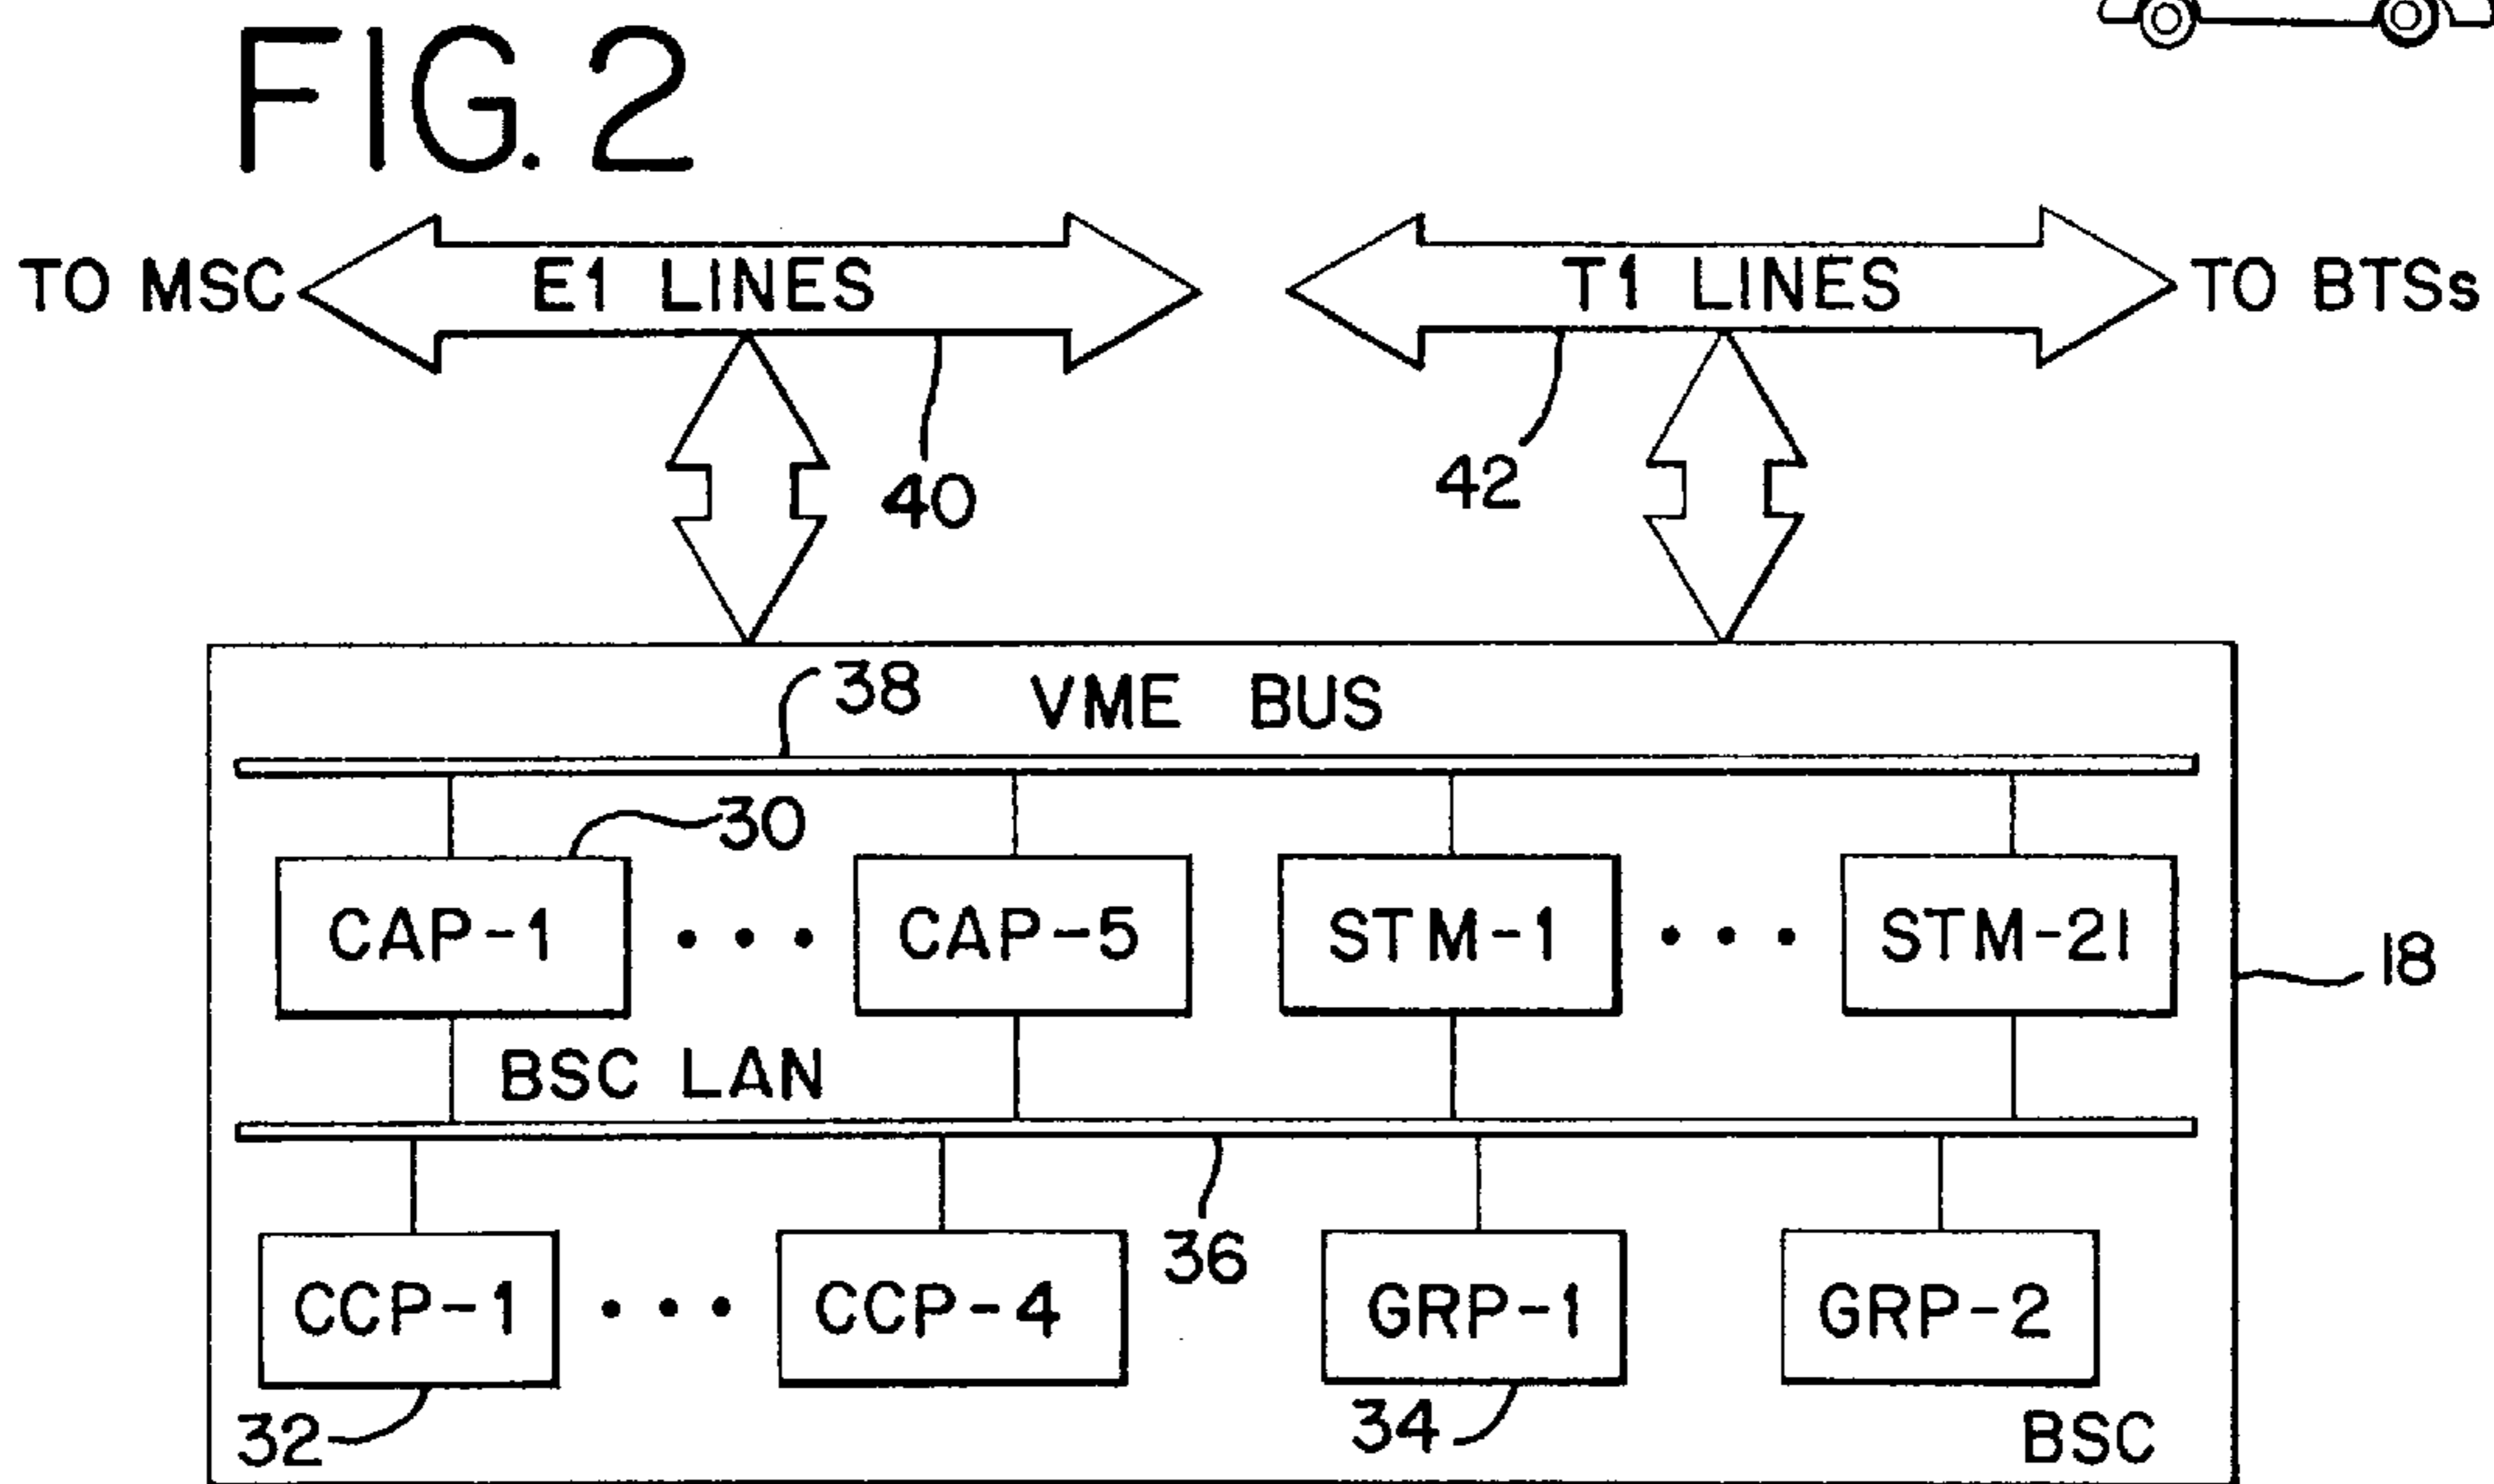 FIG. 2
TO MSC E1 LINES T1 LINES TO BTSs
40 42
38 VME BUS
30
CAP-1 ••• CAP-5 STM-1 ••• STM-21
18
BSC LAN
36
CCP-1 ••• CCP-4 GRP-1 GRP-2
32 34 BSC